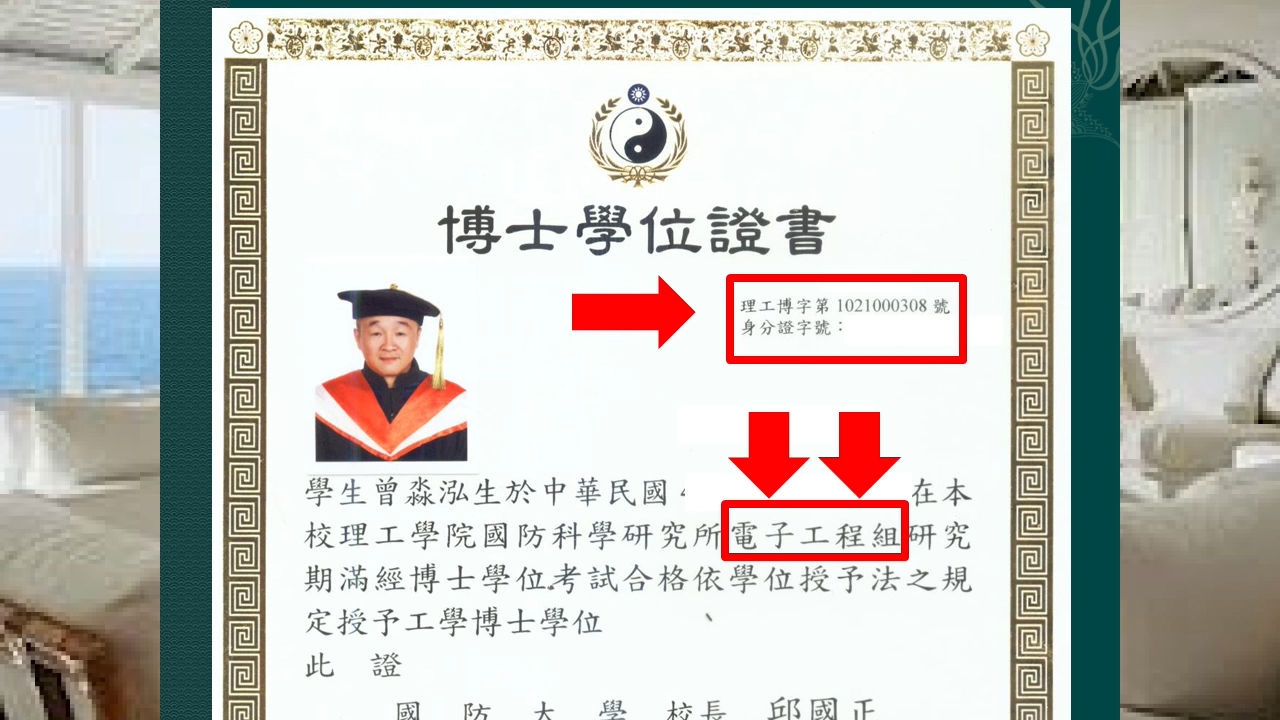 博士學位證書
理工博字第 1021000308 號
身分證字號：
學生曾淼泓生於中華民國 在本
校理工學院國防科學研究所電子工程組研究
期滿經博士學位考試合格依學位授予法之規
定授予工學博士學位
此 證
國 防 大 學 校長 邱國正